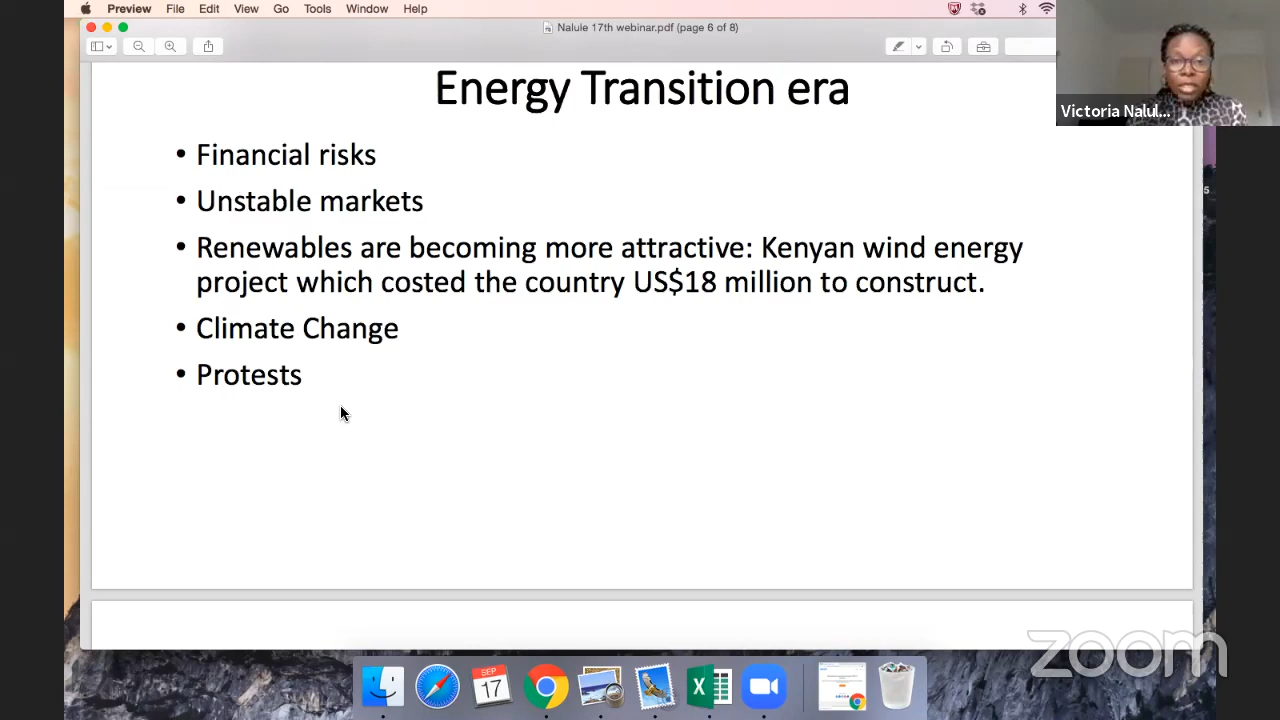 Preview File Edit View Go Tools Window Help
Nalule 17th webinar.pdf (page 6 of 8)
Energy Transition era
• Financial risks
• Unstable markets
• Renewables are becoming more attractive: Kenyan wind energy
project which costed the country US$18 million to construct.
• Climate Change
• Protests
Victoria Nalul...
5
zoom
SEP
17
X